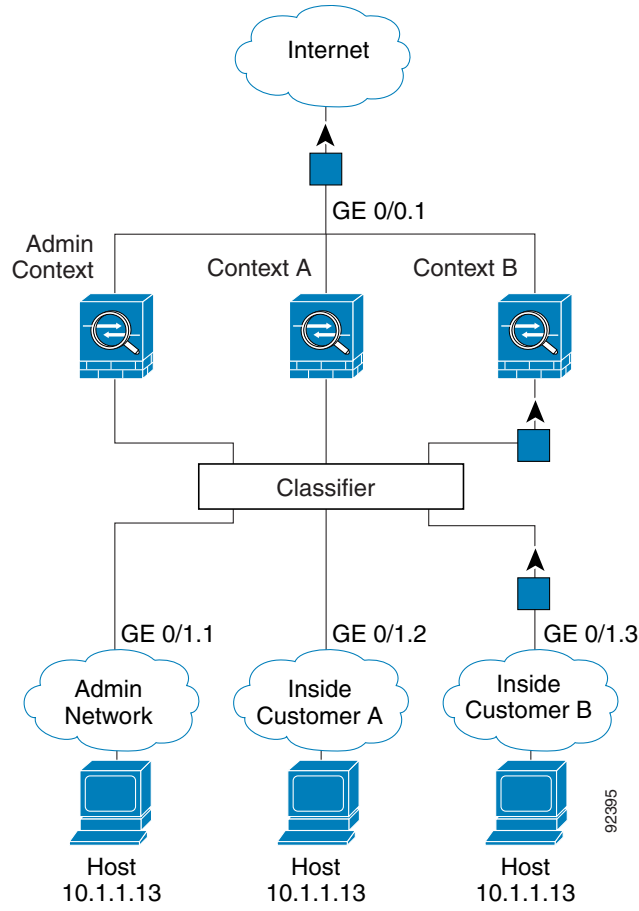 Internet
GE 0/0.1
Admin
Context
Context A
Context B
Classifier
GE 0/1.1
GE 0/1.2
GE 0/1.3
Admin
Network
Inside
Customer A
Inside
Customer B
92395
Host
10.1.1.13
Host
10.1.1.13
Host
10.1.1.13